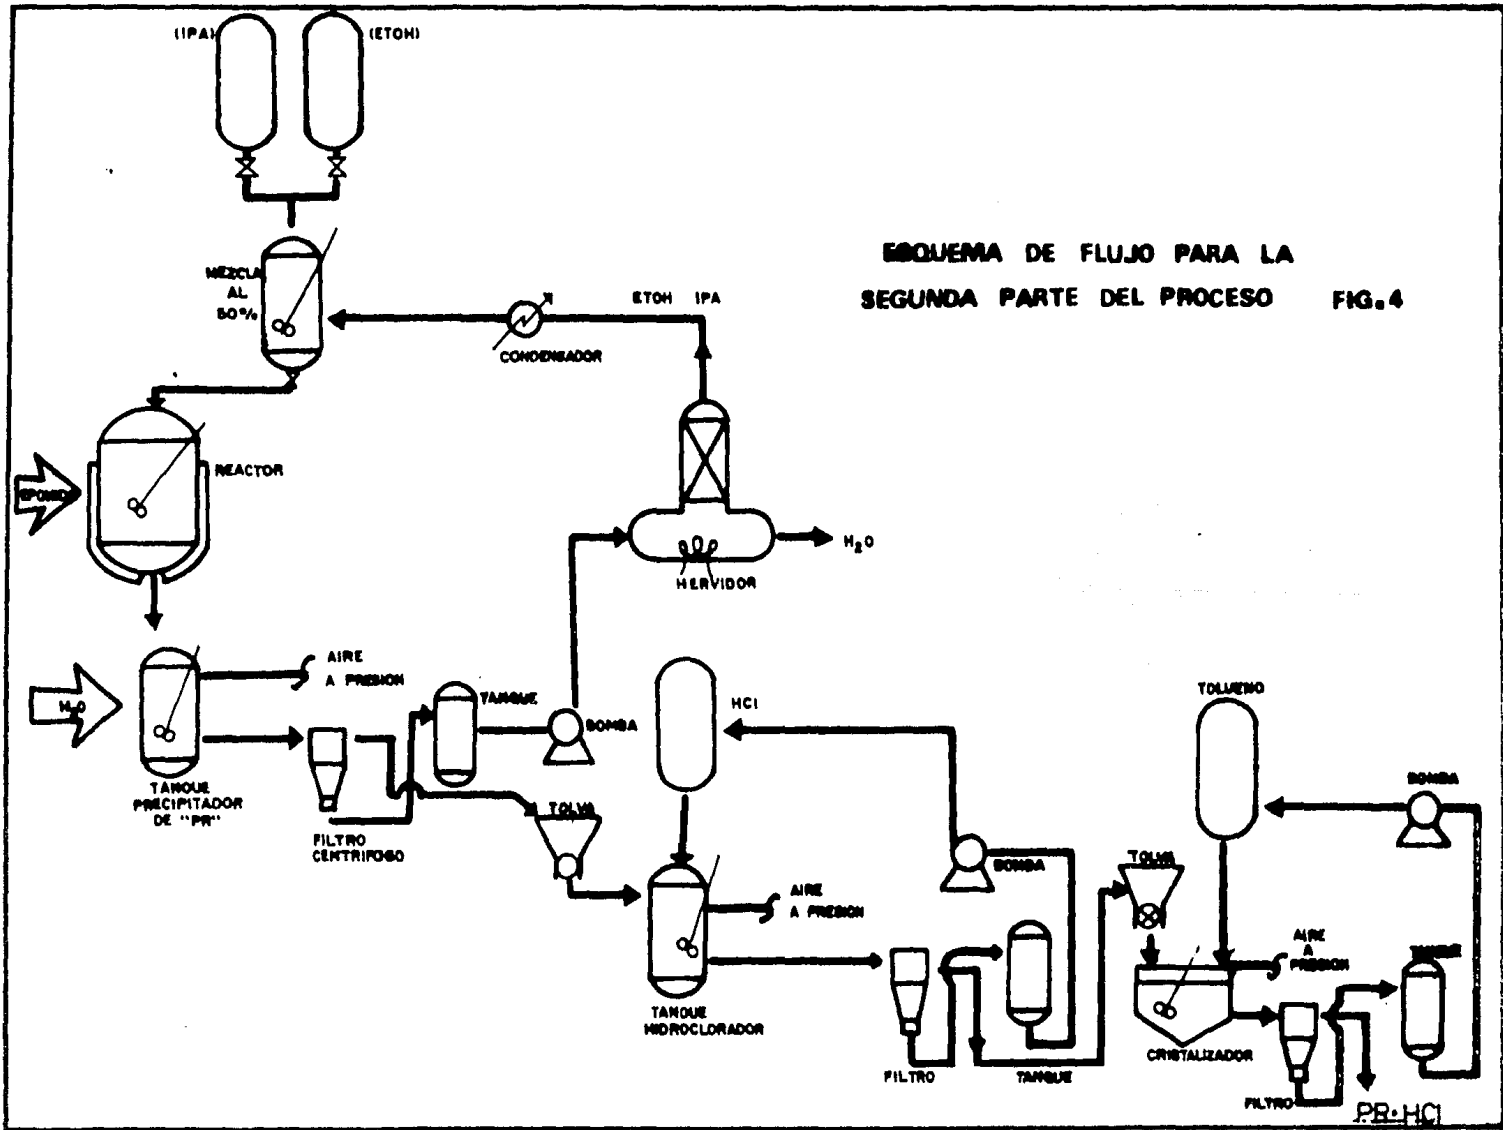 (IPA)
(ETOH)
ESQUEMA DE FLUJO PARA LA
SEGUNDA PARTE DEL PROCESO FIG. 4
MEZCLA
AL
50%
ETOH IPA
CONDENSADOR
REACTOR
H2O
HERVIDOR
AIRE
A PRESION
H2O
TANQUE
BOMBA
HCl
TOLUENO
TANQUE
PRECIPITADOR
DE "PR"
FILTRO
CENTRIFOGO
TOLVA
BOMBA
BOMBA
TOLVA
AIRE
A PRESION
AIRE
A
PRESION
TANQUE
TANQUE
HIDROCLORADOR
FILTRO
TANQUE
CRISTALIZADOR
FILTRO
PR·HCl